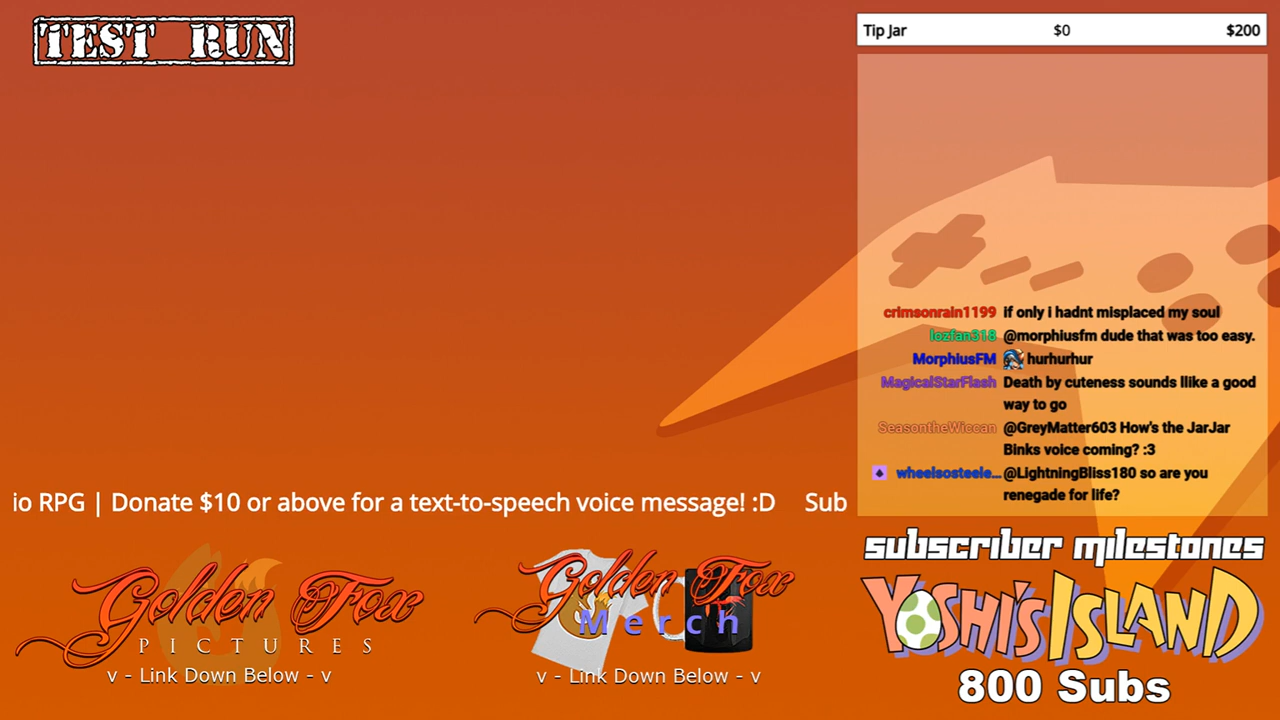 TEST RUN
Tip Jar $0 $200
crimsonrain1199 if only i hadnt misplaced my soul
lozfan318 @morphiusfm dude that was too easy.
MorphiusFM hurhurhur
MagicalStarFlash Death by cuteness sounds llike a good
way to go
SeasontheWiccan @GreyMatter603 How's the JarJar
Binks voice coming? :3
wheelsosteele... @LightningBliss180 so are you
renegade for life?
io RPG | Donate $10 or above for a text-to-speech voice message! :D Sub
Golden Fox
PICTURES
v - Link Down Below - v
Golden Fox
Merch
v - Link Down Below - v
subscriber milestones
YOSHI'S ISLAND
800 Subs